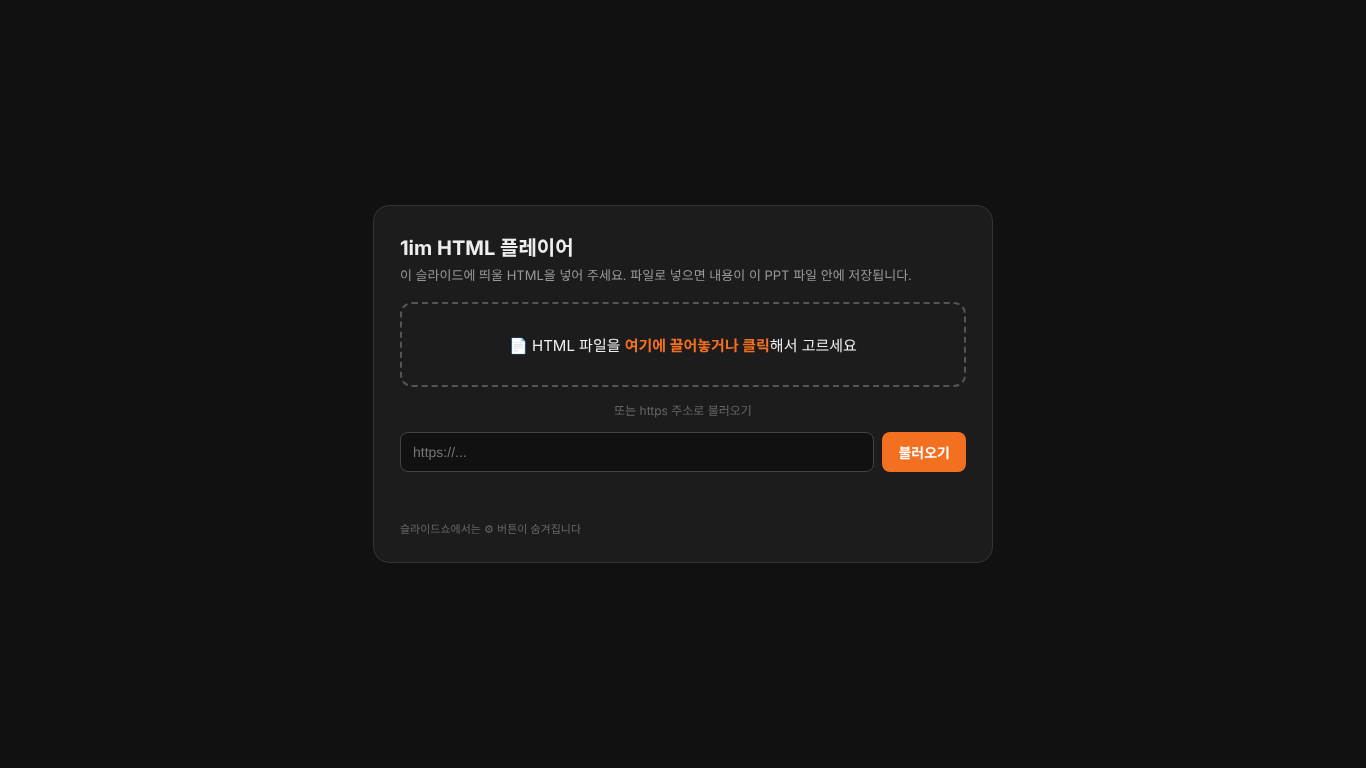 1im HTML 플레이어
이 슬라이드에 띄울 HTML을 넣어 주세요. 파일로 넣으면 내용이 이 PPT 파일 안에 저장됩니다.
📄 HTML 파일을 여기에 끌어놓거나 클릭해서 고르세요
또는 https 주소로 불러오기
https://...
불러오기
슬라이드쇼에서는 ⚙ 버튼이 숨겨집니다